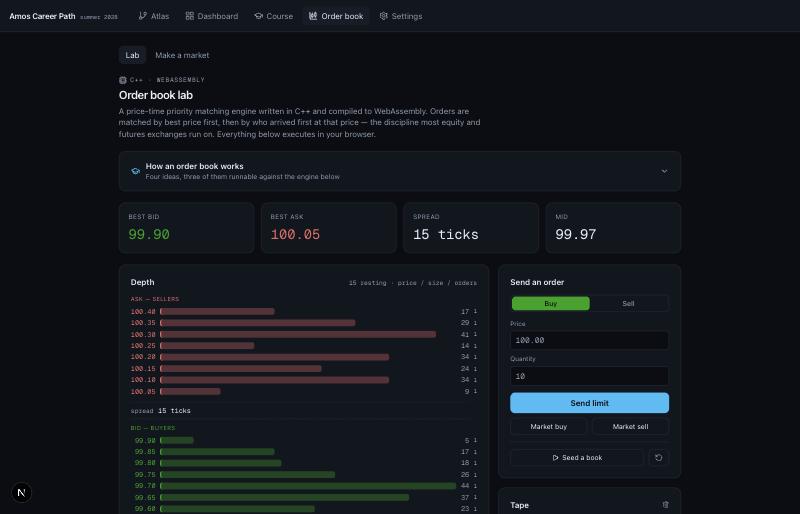 Amos Career Path summer 2026 Atlas Dashboard Course Order book Settings
Lab Make a market
C++ · WEBASSEMBLY
Order book lab
A price-time priority matching engine written in C++ and compiled to WebAssembly. Orders are
matched by best price first, then by who arrived first at that price — the discipline most equity and
futures exchanges run on. Everything below executes in your browser.
How an order book works
Four ideas, three of them runnable against the engine below
BEST BID
99.90
BEST ASK
100.05
SPREAD
15 ticks
MID
99.97
Depth 15 resting · price / size / orders
ASK — SELLERS
100.40 17 1
100.35 29 1
100.30 41 1
100.25 14 1
100.20 34 1
100.15 24 1
100.10 34 1
100.05 9 1
spread 15 ticks
BID — BUYERS
99.90 5 1
99.85 17 1
99.80 18 1
99.75 26 1
99.70 44 1
99.65 37 1
99.60 23 1
Send an order
Buy Sell
Price
100.00
Quantity
10
Send limit
Market buy Market sell
Seed a book
Tape
N